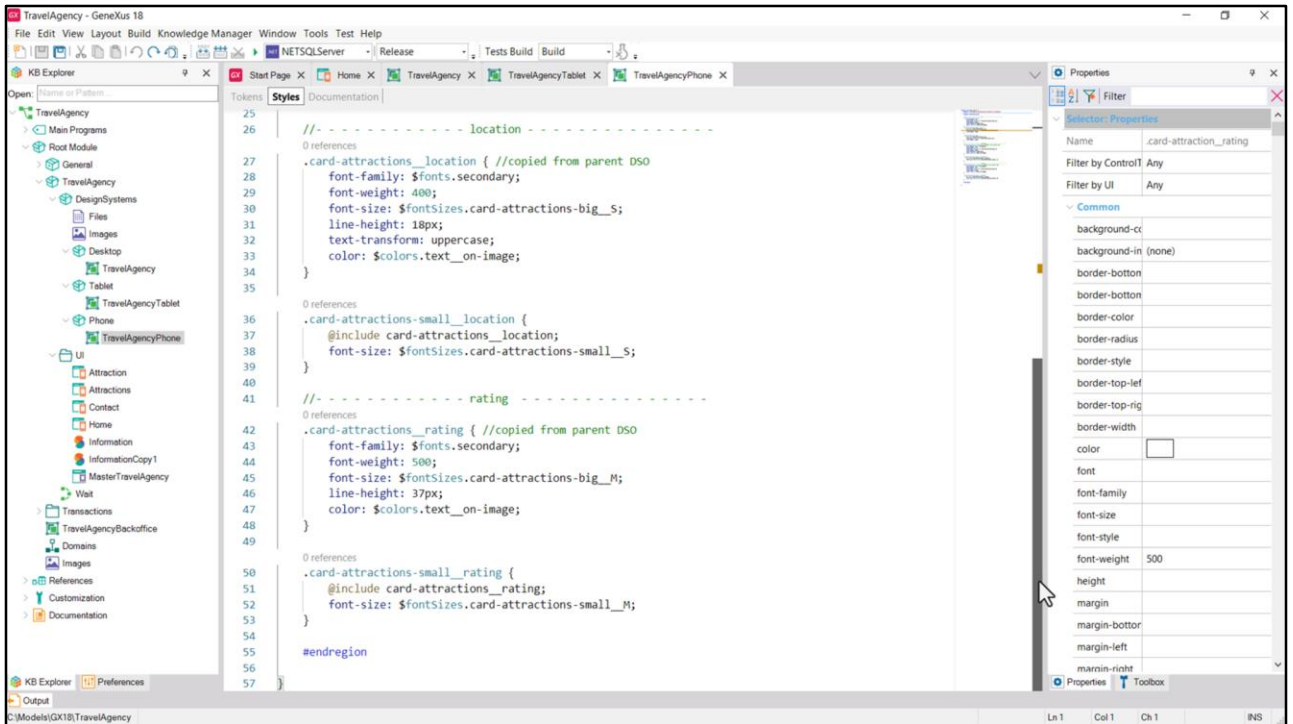 GX TravelAgency - GeneXus 18
File Edit View Layout Build Knowledge Manager Window Tools Test Help
NETSQLServer Release Tests Build Build
KB Explorer
Open: Name or Pattern...
TravelAgency
Main Programs
Root Module
General
TravelAgency
DesignSystems
Files
Images
Desktop
TravelAgency
Tablet
TravelAgencyTablet
Phone
TravelAgencyPhone
UI
Attraction
Attractions
Contact
Home
Information
InformationCopy1
MasterTravelAgency
Wait
Transactions
TravelAgencyBackoffice
Domains
Images
References
Customization
Documentation
KB Explorer Preferences
Start Page X Home X TravelAgency X TravelAgencyTablet X TravelAgencyPhone X
Tokens Styles Documentation
25
26 //- - - - - - - - - - - - location - - - - - - - - - - - - - - -
0 references
27 .card-attractions__location { //copied from parent DSO
28 font-family: $fonts.secondary;
29 font-weight: 400;
30 font-size: $fontSizes.card-attractions-big__S;
31 line-height: 18px;
32 text-transform: uppercase;
33 color: $colors.text__on-image;
34 }
35
0 references
36 .card-attractions-small__location {
37 @include card-attractions__location;
38 font-size: $fontSizes.card-attractions-small__S;
39 }
40
41 //- - - - - - - - - - - - rating - - - - - - - - - - - - - - -
0 references
42 .card-attractions__rating { //copied from parent DSO
43 font-family: $fonts.secondary;
44 font-weight: 500;
45 font-size: $fontSizes.card-attractions-big__M;
46 line-height: 37px;
47 color: $colors.text__on-image;
48 }
49
0 references
50 .card-attractions-small__rating {
51 @include card-attractions__rating;
52 font-size: $fontSizes.card-attractions-small__M;
53 }
54
55 #endregion
56
57 }
Properties
Filter
Selector: Properties
Name .card-attraction__rating
Filter by ControlT Any
Filter by UI Any
Common
background-co
background-in (none)
border-botton
border-botton
border-color
border-radius
border-style
border-top-lef
border-top-rig
border-width
color
font
font-family
font-size
font-style
font-weight 500
height
margin
margin-bottor
margin-left
margin-right
Properties Toolbox
Output
C:\Models\GX18\TravelAgency Ln 1 Col 1 Ch 1 INS